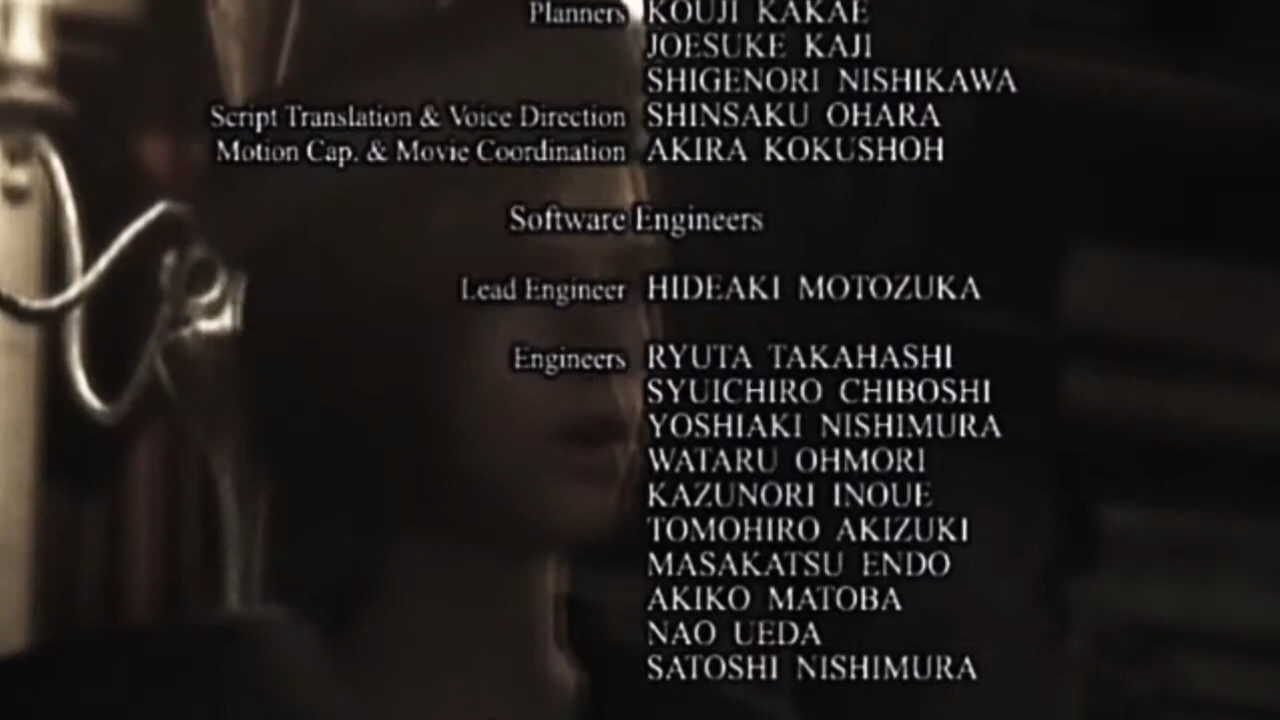 Planners KOUJI KAKAE
JOESUKE KAJI
SHIGENORI NISHIKAWA
Script Translation & Voice Direction SHINSAKU OHARA
Motion Cap. & Movie Coordination AKIRA KOKUSHOH
Software Engineers
Lead Engineer HIDEAKI MOTOZUKA
Engineers RYUTA TAKAHASHI
SYUICHIRO CHIBOSHI
YOSHIAKI NISHIMURA
WATARU OHMORI
KAZUNORI INOUE
TOMOHIRO AKIZUKI
MASAKATSU ENDO
AKIKO MATOBA
NAO UEDA
SATOSHI NISHIMURA